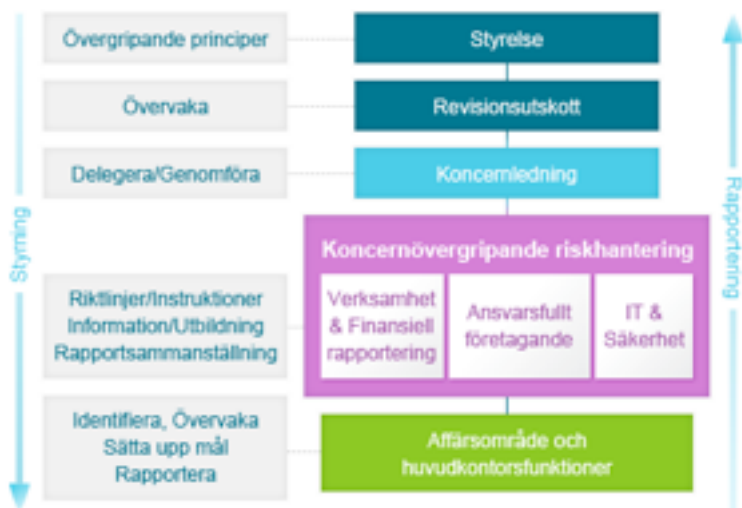 Övergripande principer
Styrelse
Övervaka
Revisionsutskott
Delegera/Genomföra
Koncernledning
Styrning
Rapportering
Koncernövergripande riskhantering
Riktlinjer/Instruktioner
Information/Utbildning
Rapportsammanställning
Verksamhet
& Finansiell
rapportering
Ansvarsfullt
företagande
IT &
Säkerhet
Identifiera, Övervaka
Sätta upp mål
Rapportera
Affärsområde och
huvudkontorsfunktioner